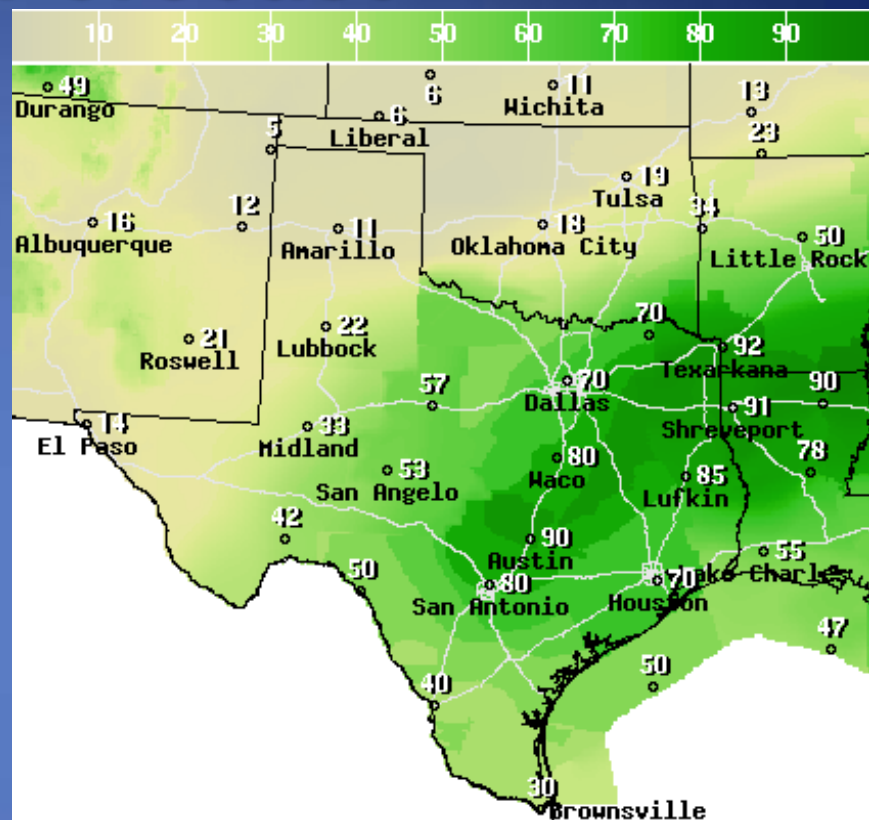 10 20 30 40 50 60 70 80 90
49
Durango
6
6
Liberal
11
Wichita
13
23
5
19
Tulsa
16
Albuquerque
12
11
Amarillo
18
Oklahoma City
34
50
Little Rock
21
Roswell
22
Lubbock
70
92
Texarkana
57
70
Dallas
91
Shreveport
90
14
El Paso
33
Midland
53
San Angelo
80
Waco
85
Lufkin
78
42
90
Austin
55
Lake Charles
50
80
San Antonio
70
Houston
47
50
40
30
Brownsville